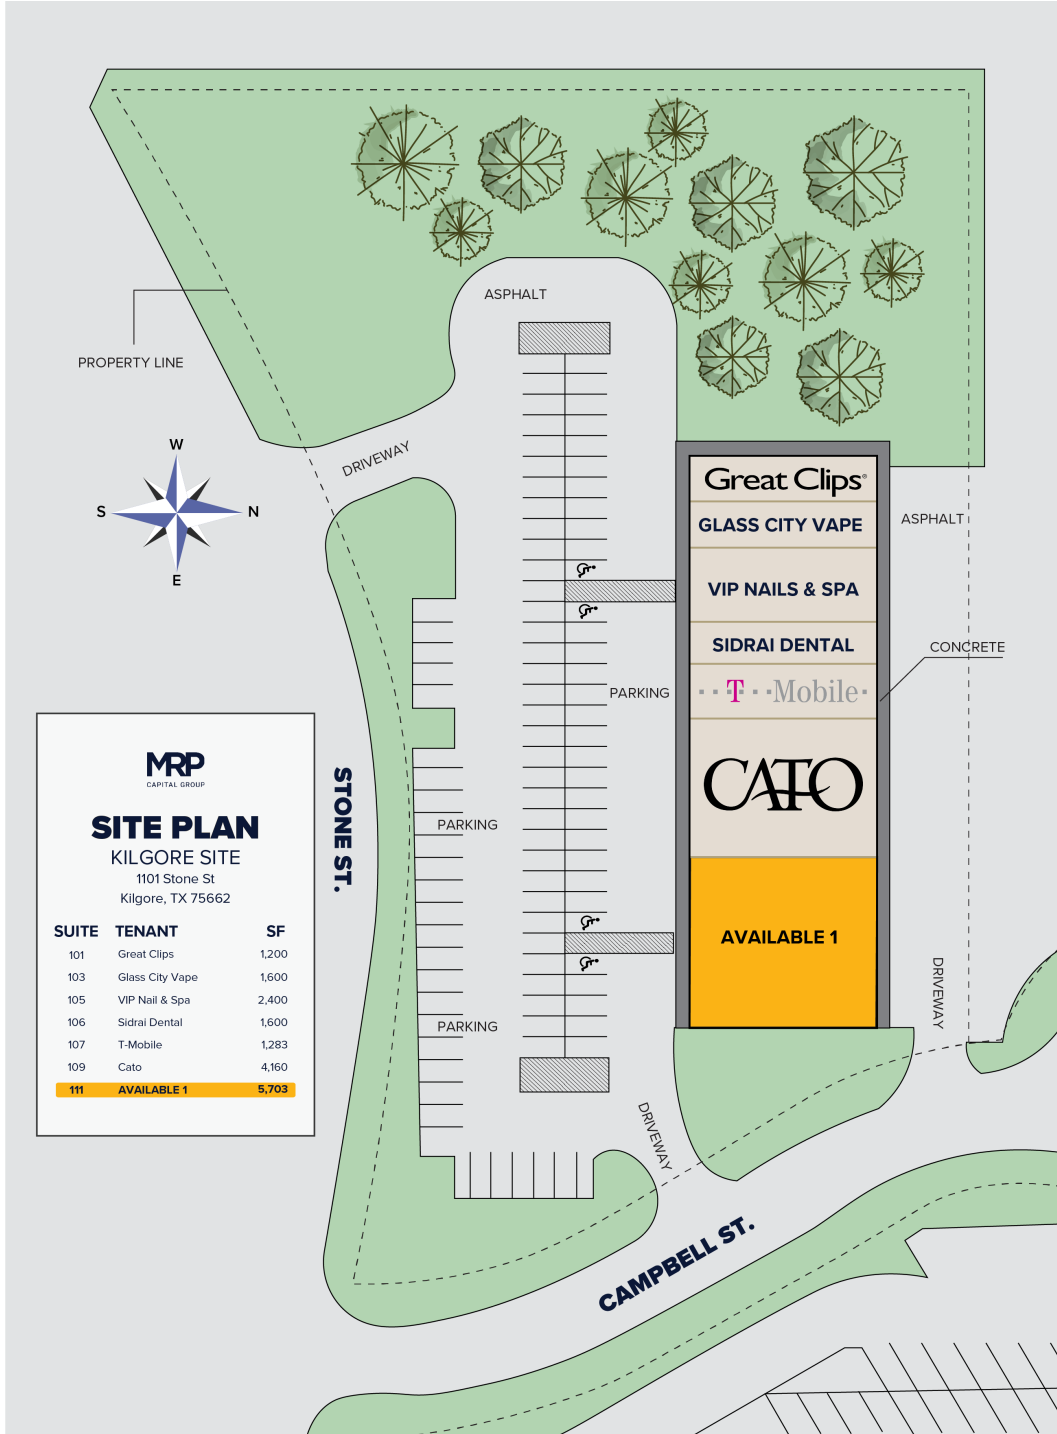 ASPHALT
PROPERTY LINE
DRIVEWAY
W
S
N
E
Great Clips®
GLASS CITY VAPE
ASPHALT
VIP NAILS & SPA
SIDRAI DENTAL
CONCRETE
PARKING
T Mobile
CATO
STONE ST.
PARKING
AVAILABLE 1
DRIVEWAY
PARKING
DRIVEWAY
CAMPBELL ST.
MRP
CAPITAL GROUP
SITE PLAN
KILGORE SITE
1101 Stone St
Kilgore, TX 75662
SUITE TENANT SF
101 Great Clips 1,200
103 Glass City Vape 1,600
105 VIP Nail & Spa 2,400
106 Sidrai Dental 1,600
107 T-Mobile 1,283
109 Cato 4,160
111 AVAILABLE 1 5,703